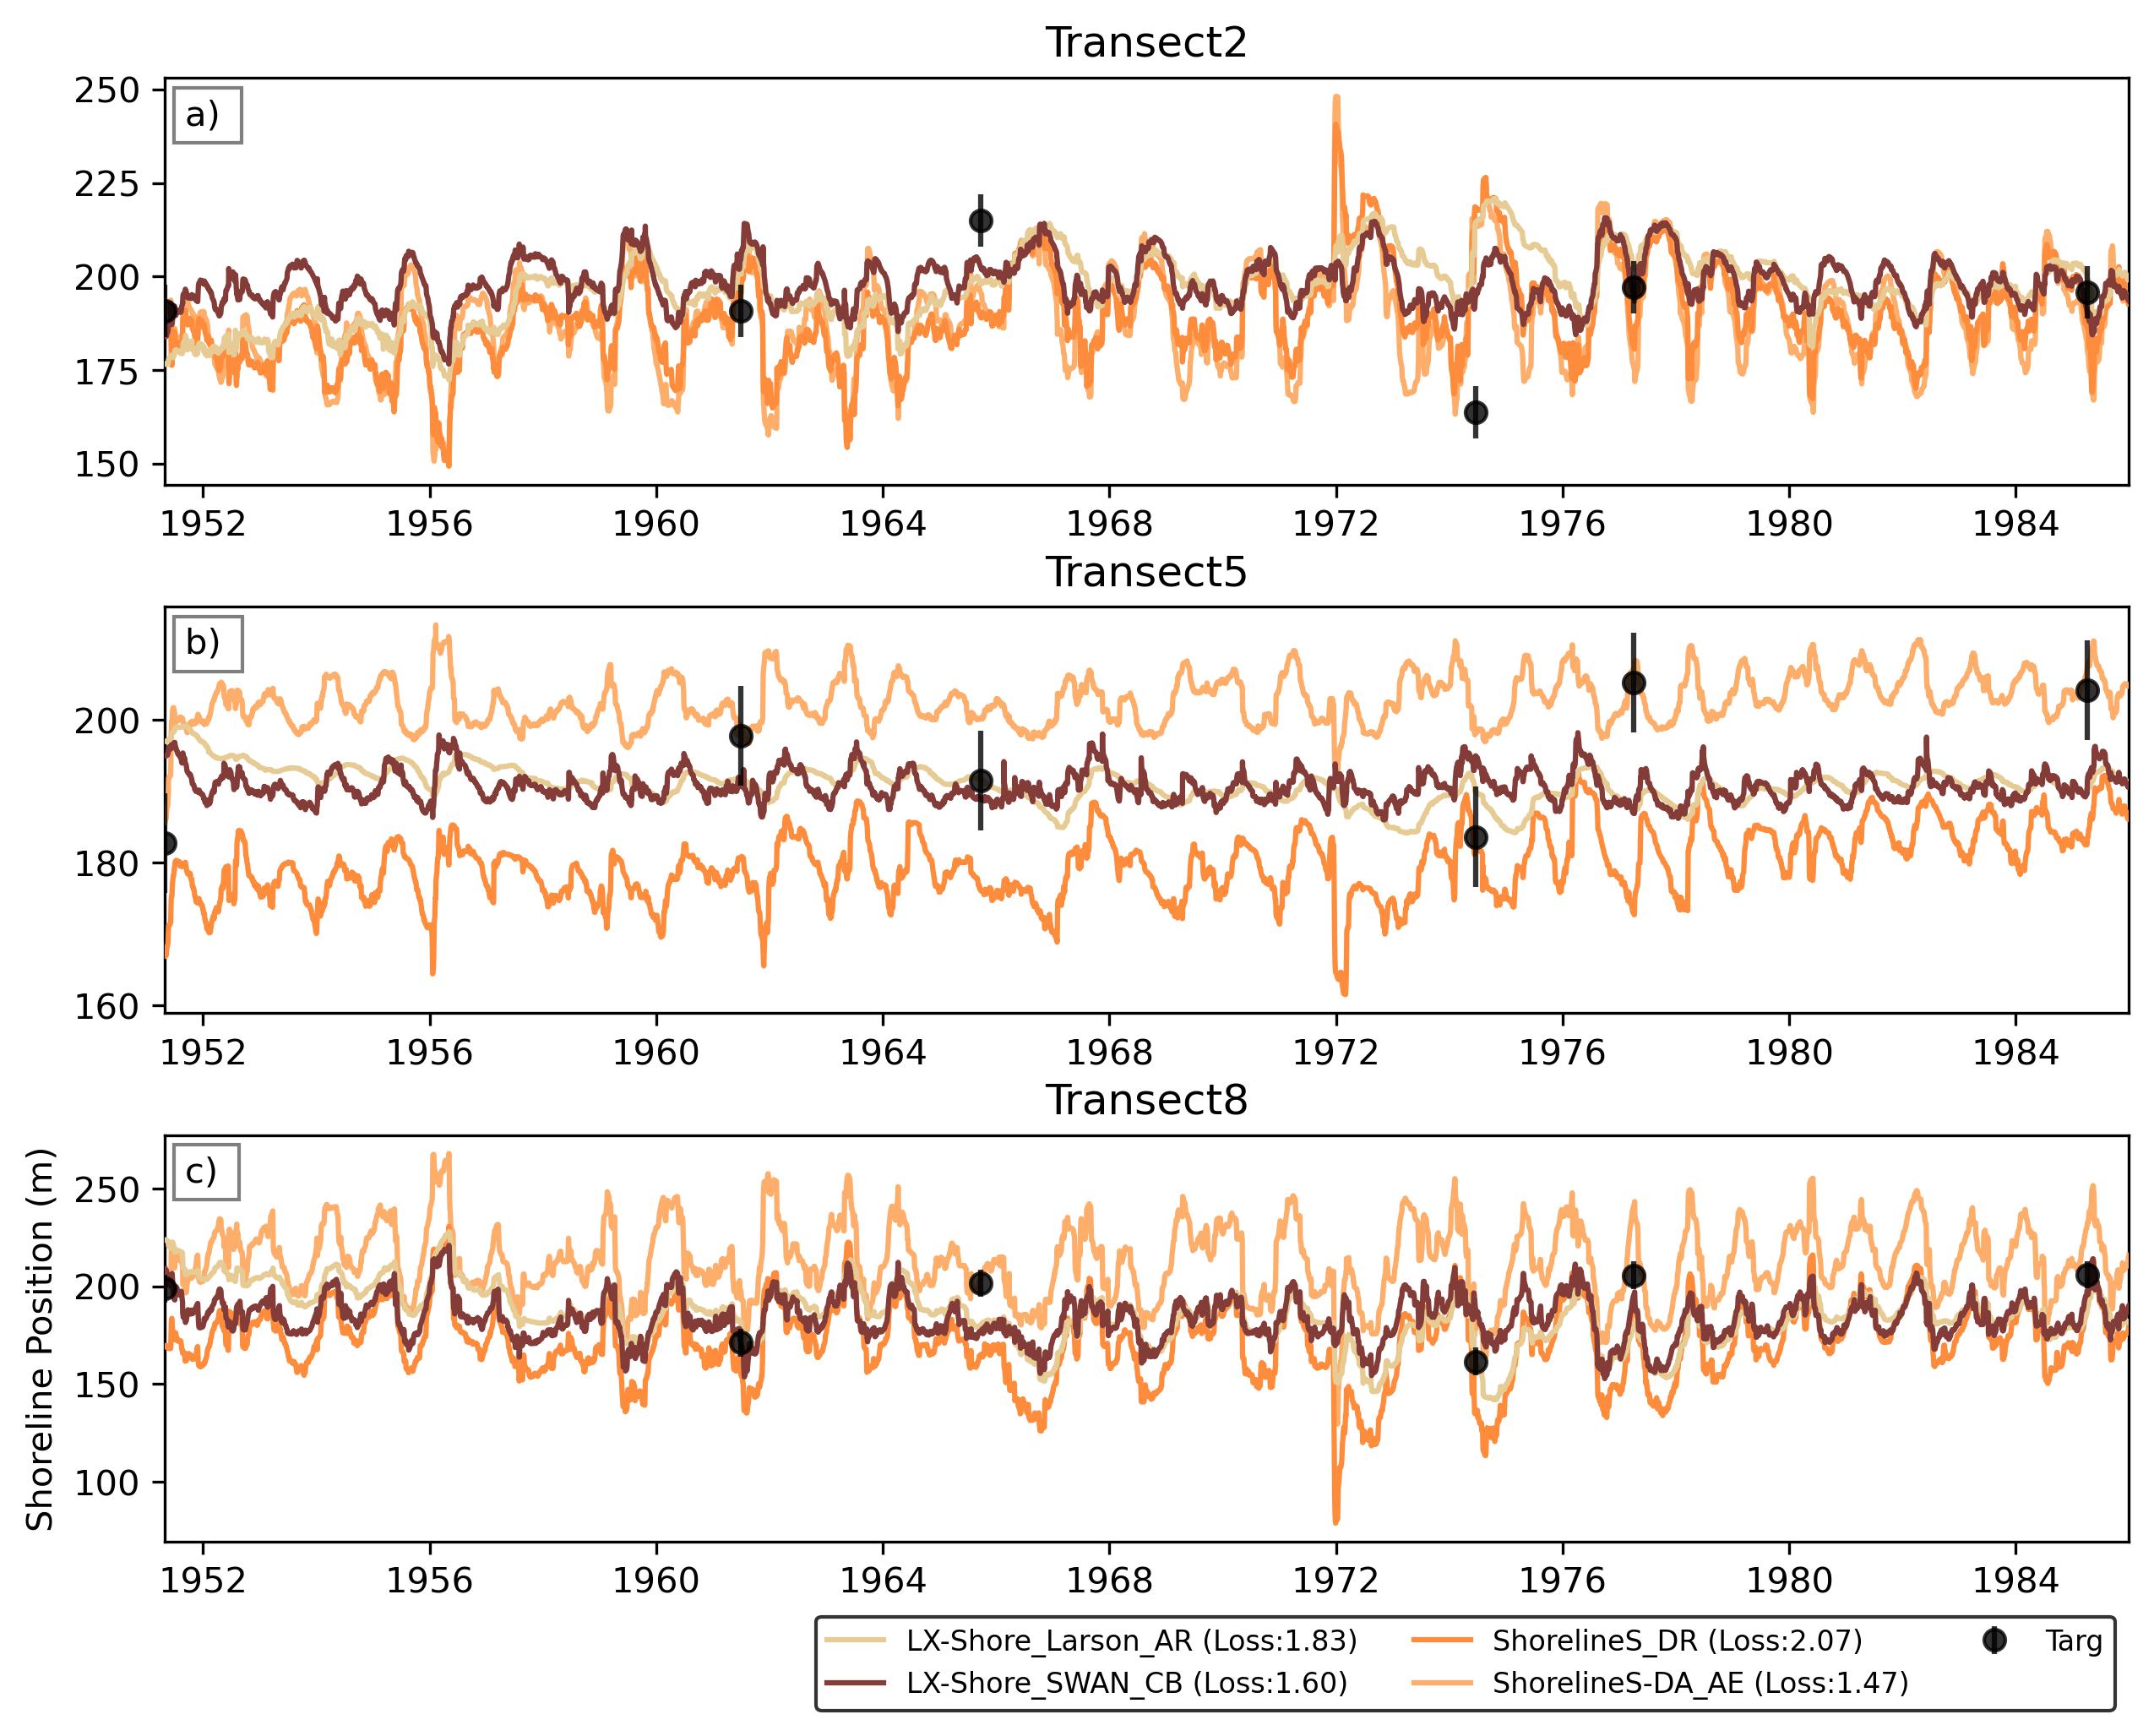 Transect2
a)
250
225
200
175
150
1952 1956 1960 1964 1968 1972 1976 1980 1984
Transect5
b)
200
180
160
1952 1956 1960 1964 1968 1972 1976 1980 1984
Transect8
c)
Shoreline Position (m)
250
200
150
100
1952 1956 1960 1964 1968 1972 1976 1980 1984
LX-Shore_Larson_AR (Loss:1.83)
LX-Shore_SWAN_CB (Loss:1.60)
ShorelineS_DR (Loss:2.07)
ShorelineS-DA_AE (Loss:1.47)
Targ